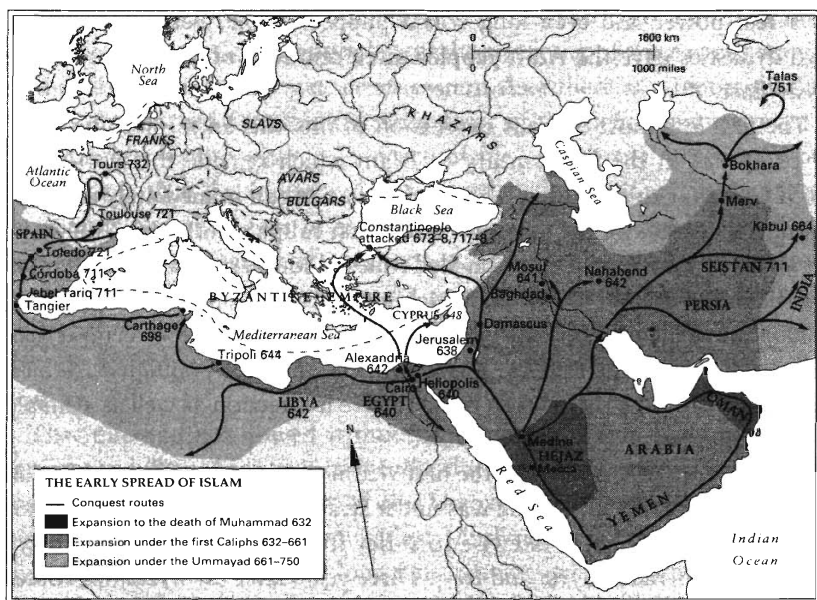 0 1600 km
0 1000 miles
North
Sea
Talas
751
SLAVS
KHAZARS
FRANKS
Atlantic
Ocean
Tours 732
AVARS
BULGARS
Caspian Sea
Bokhara
Toulouse 721
Black Sea
Merv
SPAIN
Constantinople
attacked 673-8,717-8
Kabul 664
Toledo 721
Mosul
641
Nahabend
642
SEISTAN 711
Córdoba 711
Jebel Tariq 711
Tangier
BYZANTINE EMPIRE
Baghdad
PERSIA
INDIA
CYPRUS 648
Carthage
698
Mediterranean Sea
Damascus
Jerusalem
638
Tripoli 644
Alexandria
642
Heliopolis
640
Cairo
LIBYA
642
EGYPT
640
OMAN
Medina
HEJAZ
Mecca
ARABIA
N
Red Sea
YEMEN
Indian
Ocean
THE EARLY SPREAD OF ISLAM
Conquest routes
Expansion to the death of Muhammad 632
Expansion under the first Caliphs 632–661
Expansion under the Ummayad 661–750